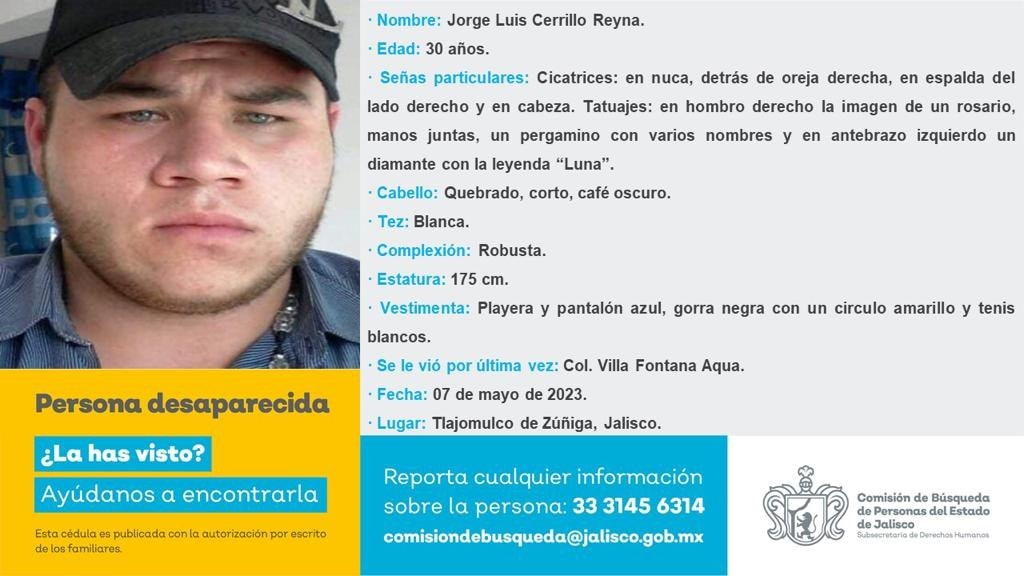 · Nombre: Jorge Luis Cerrillo Reyna.
· Edad: 30 años.
· Señas particulares: Cicatrices: en nuca, detrás de oreja derecha, en espalda del
lado derecho y en cabeza. Tatuajes: en hombro derecho la imagen de un rosario,
manos juntas, un pergamino con varios nombres y en antebrazo izquierdo un
diamante con la leyenda “Luna”.
· Cabello: Quebrado, corto, café oscuro.
· Tez: Blanca.
· Complexión: Robusta.
· Estatura: 175 cm.
· Vestimenta: Playera y pantalón azul, gorra negra con un circulo amarillo y tenis
blancos.
· Se le vió por última vez: Col. Villa Fontana Aqua.
· Fecha: 07 de mayo de 2023.
· Lugar: Tlajomulco de Zúñiga, Jalisco.
Persona desaparecida
¿La has visto?
Ayúdanos a encontrarla
Esta cédula es publicada con la autorización por escrito
de los familiares.
Reporta cualquier información
sobre la persona: 33 3145 6314
comisiondebusqueda@jalisco.gob.mx
Comisión de Búsqueda
de Personas del Estado
de Jalisco
Subsecretaría de Derechos Humanos